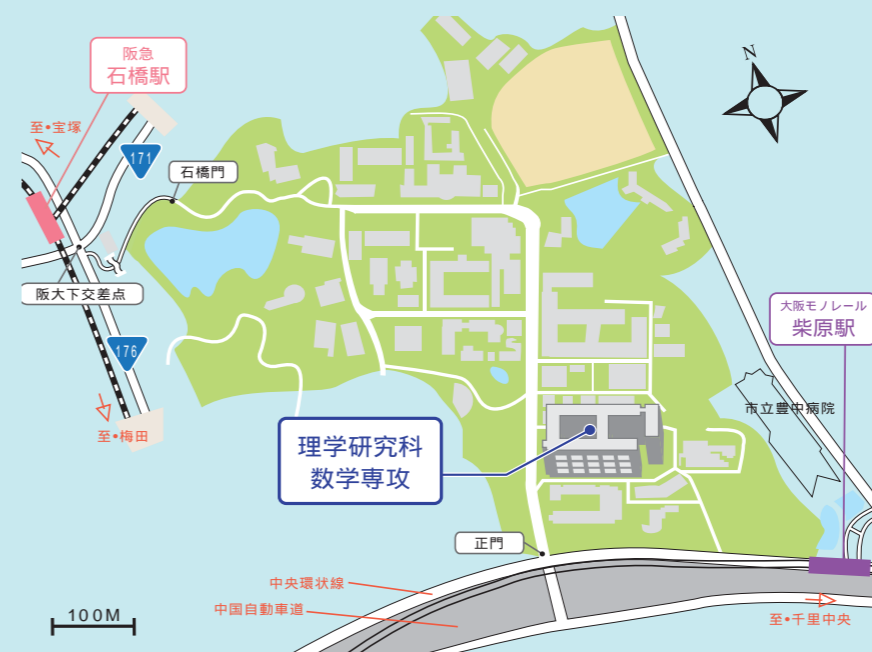 阪急
石橋駅
N
至•宝塚
171
石橋門
阪大下交差点
大阪モノレール
柴原駅
176
市立豊中病院
至•梅田
理学研究科
数学専攻
正門
中央環状線
中国自動車道
100M
至•千里中央